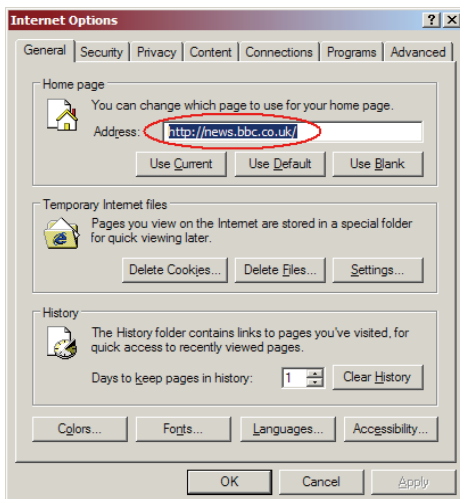 Internet Options
General Security Privacy Content Connections Programs Advanced
Home page
You can change which page to use for your home page.
Address: http://news.bbc.co.uk/
Use Current Use Default Use Blank
Temporary Internet files
Pages you view on the Internet are stored in a special folder
for quick viewing later.
Delete Cookies... Delete Files... Settings...
History
The History folder contains links to pages you've visited, for
quick access to recently viewed pages.
Days to keep pages in history: 1 Clear History
Colors... Fonts... Languages... Accessibility...
OK Cancel Apply